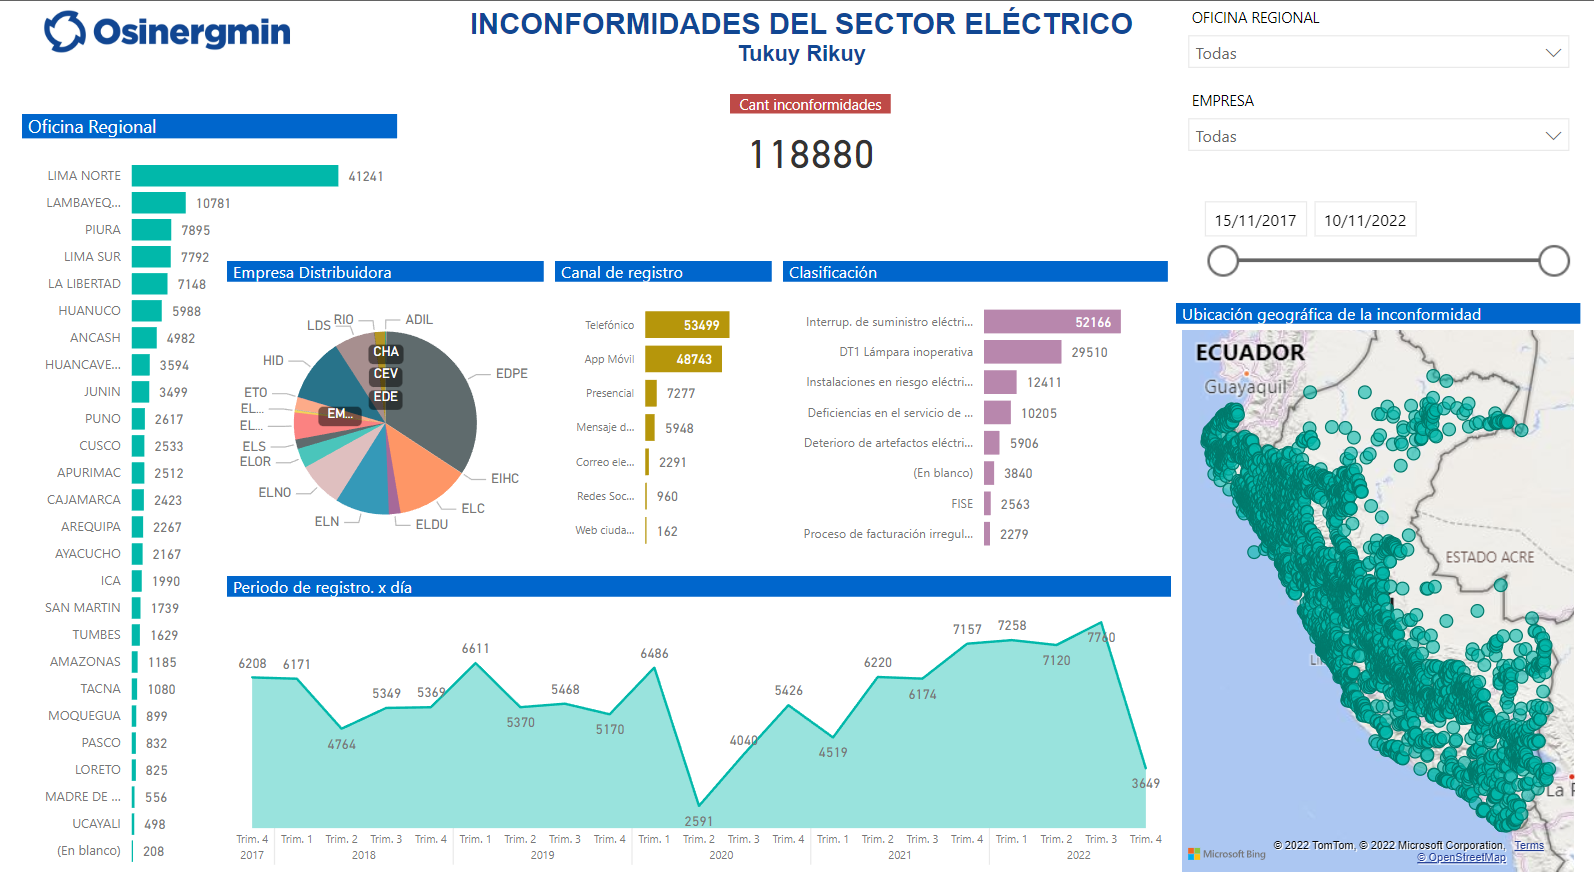 Osinergmin
INCONFORMIDADES DEL SECTOR ELÉCTRICO
Tukuy Rikuy
Cant inconformidades
118880
OFICINA REGIONAL
Todas
EMPRESA
Todas
15/11/2017 10/11/2022
Oficina Regional
LIMA NORTE 41241
LAMBAYEQ... 10781
PIURA 7895
LIMA SUR 7792
LA LIBERTAD 7148
HUANUCO 5988
ANCASH 4982
HUANCAVE... 3594
JUNIN 3499
PUNO 2617
CUSCO 2533
APURIMAC 2512
CAJAMARCA 2423
AREQUIPA 2267
AYACUCHO 2167
ICA 1990
SAN MARTIN 1739
TUMBES 1629
AMAZONAS 1185
TACNA 1080
MOQUEGUA 899
PASCO 832
LORETO 825
MADRE DE ... 556
UCAYALI 498
(En blanco) 208
Empresa Distribuidora
ADIL
RIO
LDS
CHA
CEV
EDE
HID
EDPE
ETO
EL...
EM...
EL...
ELS
ELOR
EIHC
ELNO
ELC
ELN
ELDU
Canal de registro
Telefónico 53499
App Móvil 48743
Presencial 7277
Mensaje d... 5948
Correo ele... 2291
Redes Soc... 960
Web ciuda... 162
Clasificación
Interrup. de suministro eléctri... 52166
DT1 Lámpara inoperativa 29510
Instalaciones en riesgo eléctri... 12411
Deficiencias en el servicio de ... 10205
Deterioro de artefactos eléctri... 5906
(En blanco) 3840
FISE 2563
Proceso de facturación irregul... 2279
Periodo de registro. x día
6208 6171 4764 5349 5369 6611 5370 5468 5170 6486 2591 4040 5426 4519 6220 6174 7157 7258 7120 7760 3649
Trim. 4 Trim. 1 Trim. 2 Trim. 3 Trim. 4 Trim. 1 Trim. 2 Trim. 3 Trim. 4 Trim. 1 Trim. 2 Trim. 3 Trim. 4 Trim. 1 Trim. 2 Trim. 3 Trim. 4 Trim. 1 Trim. 2 Trim. 3 Trim. 4
2017 2018 2019 2020 2021 2022
Ubicación geográfica de la inconformidad
ECUADOR
Guayaquil
ESTADO ACRE
Microsoft Bing
© 2022 TomTom, © 2022 Microsoft Corporation, Terms
© OpenStreetMap